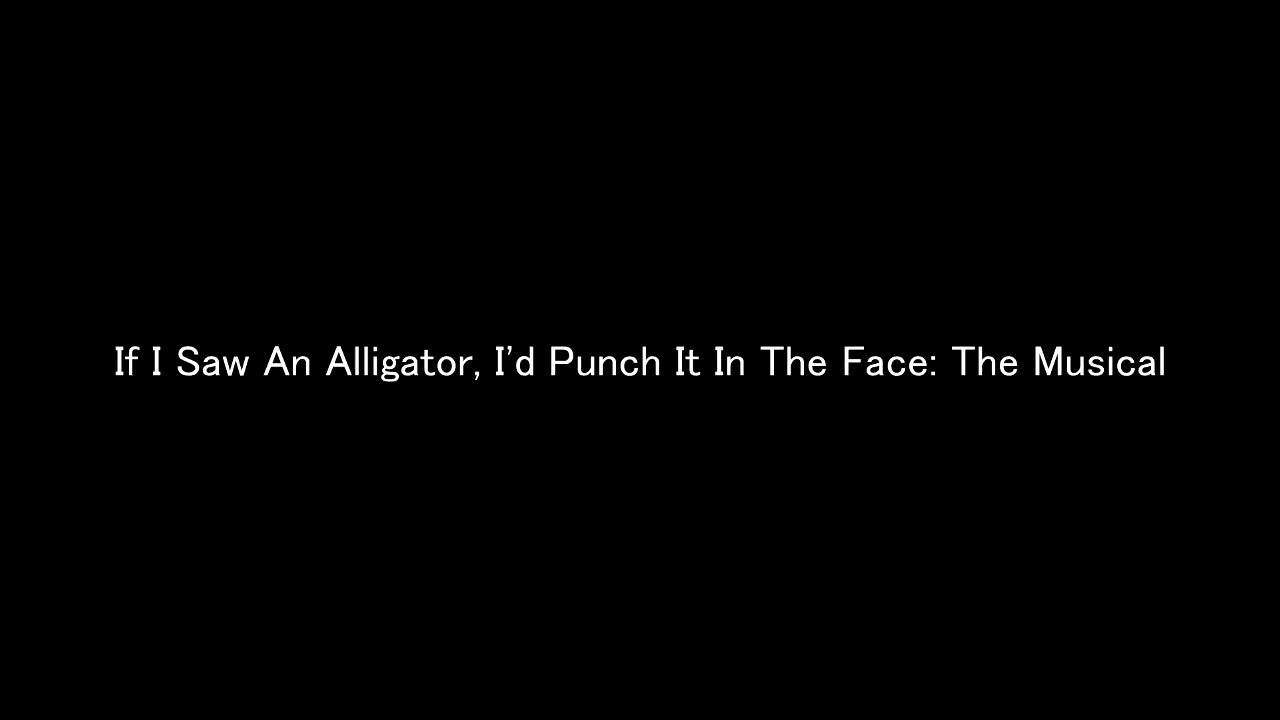 If I Saw An Alligator, I’d Punch It In The Face: The Musical